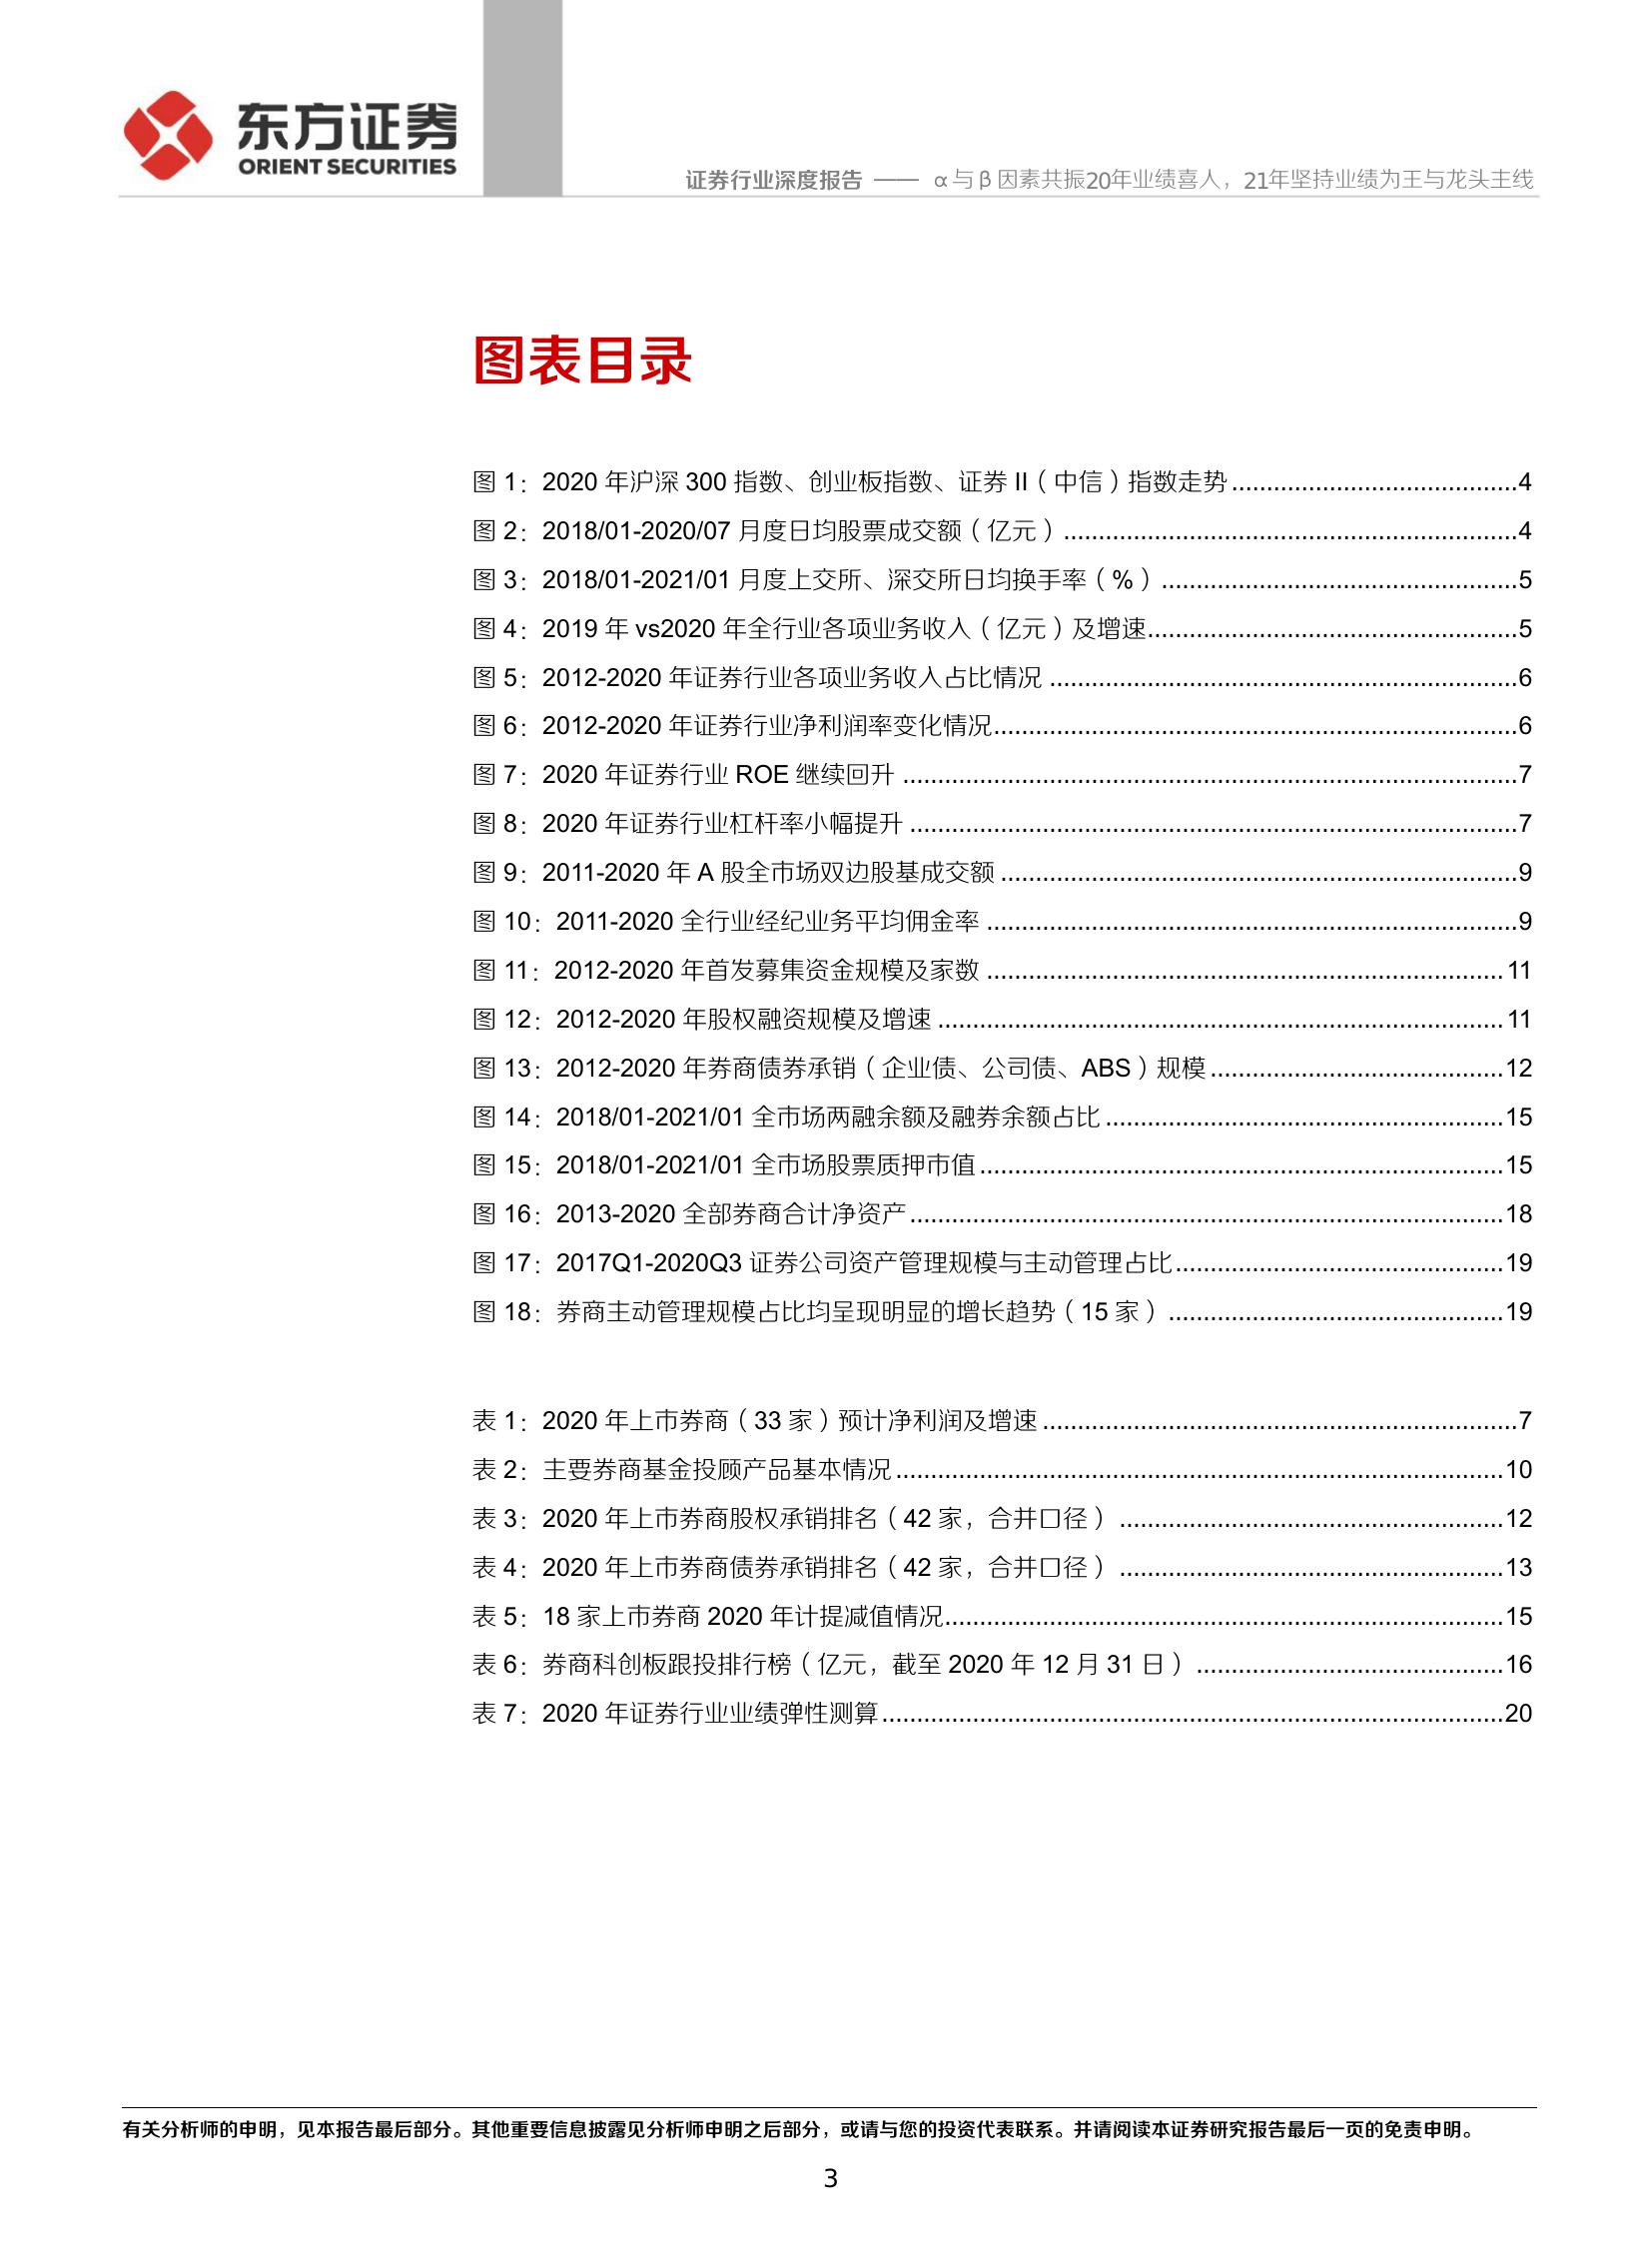 东方证券
ORIENT SECURITIES
证券行业深度报告 —— α与β因素共振20年业绩喜人，21年坚持业绩为王与龙头主线
图表目录
图 1：2020 年沪深 300 指数、创业板指数、证券 II（中信）指数走势.........................................4
图 2：2018/01-2020/07 月度日均股票成交额（亿元）.................................................................4
图 3：2018/01-2021/01 月度上交所、深交所日均换手率（%）...................................................5
图 4：2019 年 vs2020 年全行业各项业务收入（亿元）及增速.....................................................5
图 5：2012-2020 年证券行业各项业务收入占比情况 ...................................................................6
图 6：2012-2020 年证券行业净利润率变化情况...........................................................................6
图 7：2020 年证券行业 ROE 继续回升 ........................................................................................7
图 8：2020 年证券行业杠杆率小幅提升 .......................................................................................7
图 9：2011-2020 年 A 股全市场双边股基成交额 ..........................................................................9
图 10：2011-2020 全行业经纪业务平均佣金率 ............................................................................9
图 11：2012-2020 年首发募集资金规模及家数 ..........................................................................11
图 12：2012-2020 年股权融资规模及增速 .................................................................................11
图 13：2012-2020 年券商债券承销（企业债、公司债、ABS）规模..........................................12
图 14：2018/01-2021/01 全市场两融余额及融券余额占比 .........................................................15
图 15：2018/01-2021/01 全市场股票质押市值...........................................................................15
图 16：2013-2020 全部券商合计净资产.....................................................................................18
图 17：2017Q1-2020Q3 证券公司资产管理规模与主动管理占比...............................................19
图 18：券商主动管理规模占比均呈现明显的增长趋势（15 家）................................................19
表 1：2020 年上市券商（33 家）预计净利润及增速....................................................................7
表 2：主要券商基金投顾产品基本情况.......................................................................................10
表 3：2020 年上市券商股权承销排名（42 家，合并口径）.......................................................12
表 4：2020 年上市券商债券承销排名（42 家，合并口径）.......................................................13
表 5：18 家上市券商 2020 年计提减值情况................................................................................15
表 6：券商科创板跟投排行榜（亿元，截至 2020 年 12 月 31 日）............................................16
表 7：2020 年证券行业业绩弹性测算.........................................................................................20
有关分析师的申明，见本报告最后部分。其他重要信息披露见分析师申明之后部分，或请与您的投资代表联系。并请阅读本证券研究报告最后一页的免责申明。
3